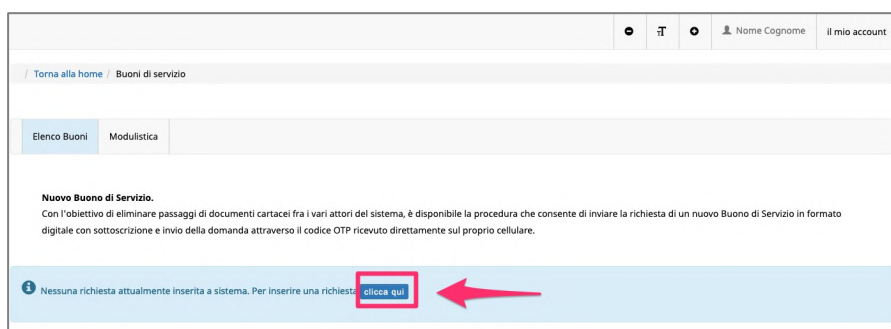 Nome Cognome il mio account
/ Torna alla home / Buoni di servizio
Elenco Buoni Modulistica
Nuovo Buono di Servizio.
Con l'obiettivo di eliminare passaggi di documenti cartacei fra i vari attori del sistema, è disponibile la procedura che consente di inviare la richiesta di un nuovo Buono di Servizio in formato
digitale con sottoscrizione e invio della domanda attraverso il codice OTP ricevuto direttamente sul proprio cellulare.
Nessuna richiesta attualmente inserita a sistema. Per inserire una richiesta clicca qui